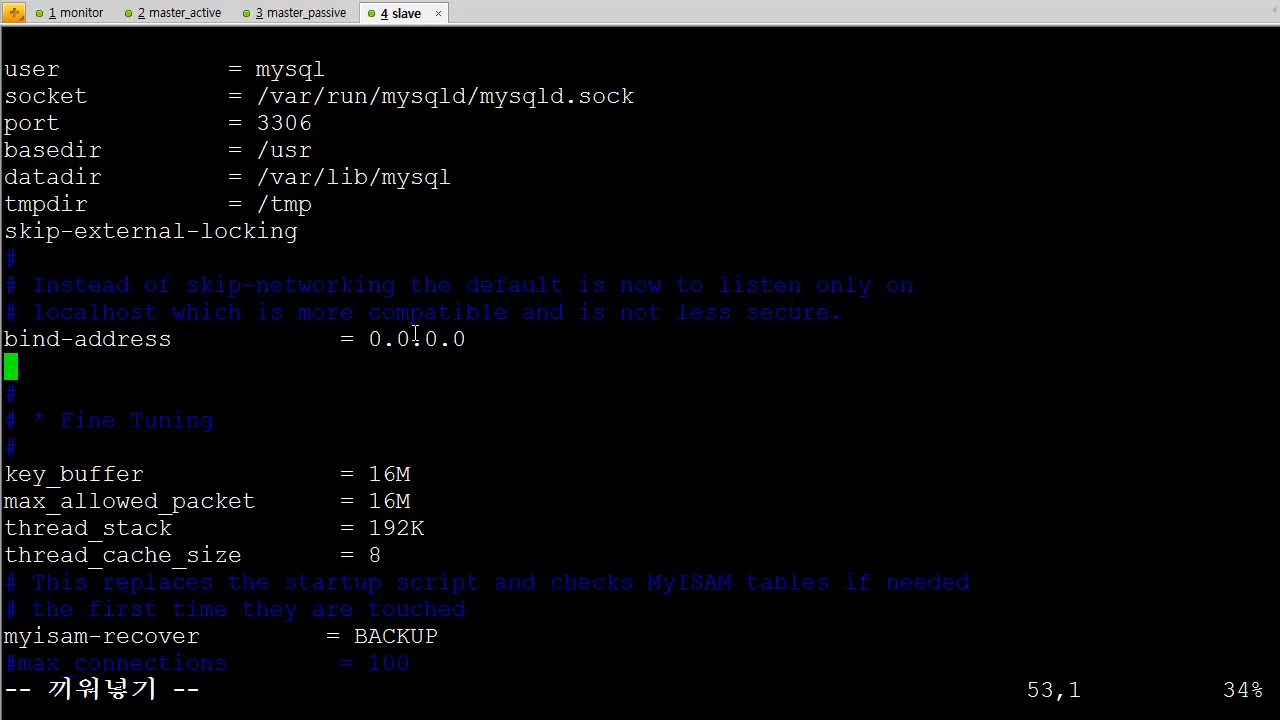 1 monitor 2 master_active 3 master_passive 4 slave ×
user = mysql
socket = /var/run/mysqld/mysqld.sock
port = 3306
basedir = /usr
datadir = /var/lib/mysql
tmpdir = /tmp
skip-external-locking
#
# Instead of skip-networking the default is now to listen only on
# localhost which is more compatible and is not less secure.
bind-address = 0.0.0.0
#
# * Fine Tuning
#
key_buffer = 16M
max_allowed_packet = 16M
thread_stack = 192K
thread_cache_size = 8
# This replaces the startup script and checks MyISAM tables if needed
# the first time they are touched
myisam-recover = BACKUP
#max_connections = 100
-- 끼워넣기 -- 53,1 34%